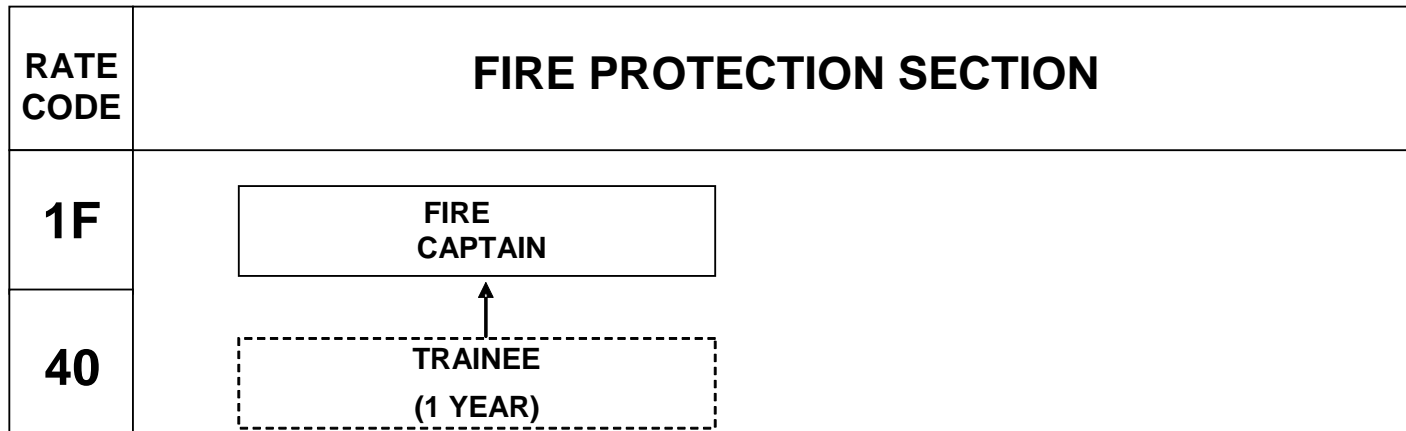 RATE
CODE
FIRE PROTECTION SECTION
1F
FIRE
CAPTAIN
40
TRAINEE
(1 YEAR)